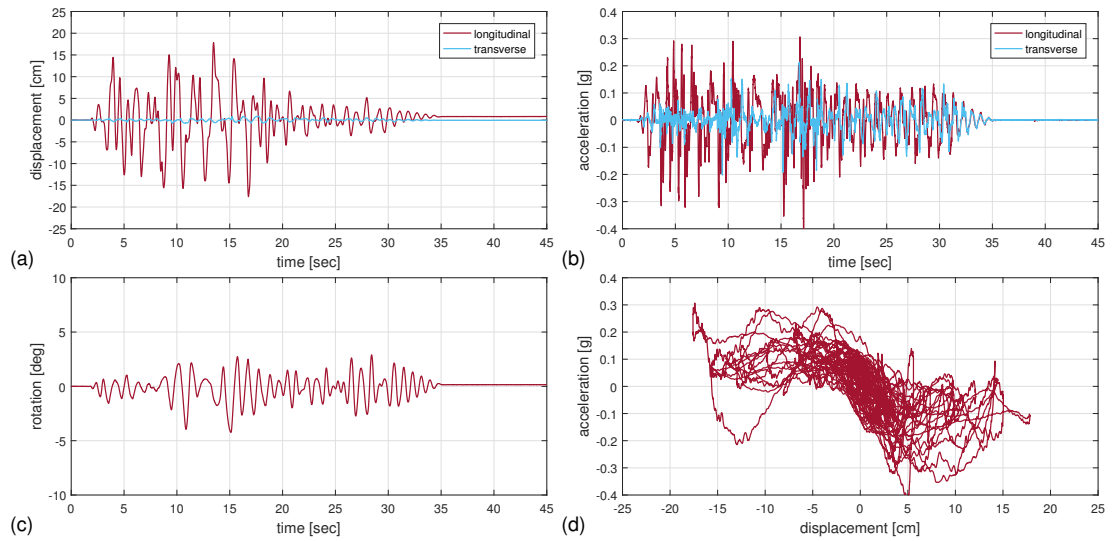 25
20
15
10
5
0
-5
-10
-15
-20
-25
displacement [cm]
longitudinal
transverse
0 5 10 15 20 25 30 35 40 45
time [sec]
(a)
0.4
0.3
0.2
0.1
0
-0.1
-0.2
-0.3
-0.4
acceleration [g]
longitudinal
transverse
0 5 10 15 20 25 30 35 40 45
time [sec]
(b)
10
5
0
-5
-10
rotation [deg]
0 5 10 15 20 25 30 35 40 45
time [sec]
(c)
0.4
0.3
0.2
0.1
0
-0.1
-0.2
-0.3
-0.4
acceleration [g]
-25 -20 -15 -10 -5 0 5 10 15 20 25
displacement [cm]
(d)